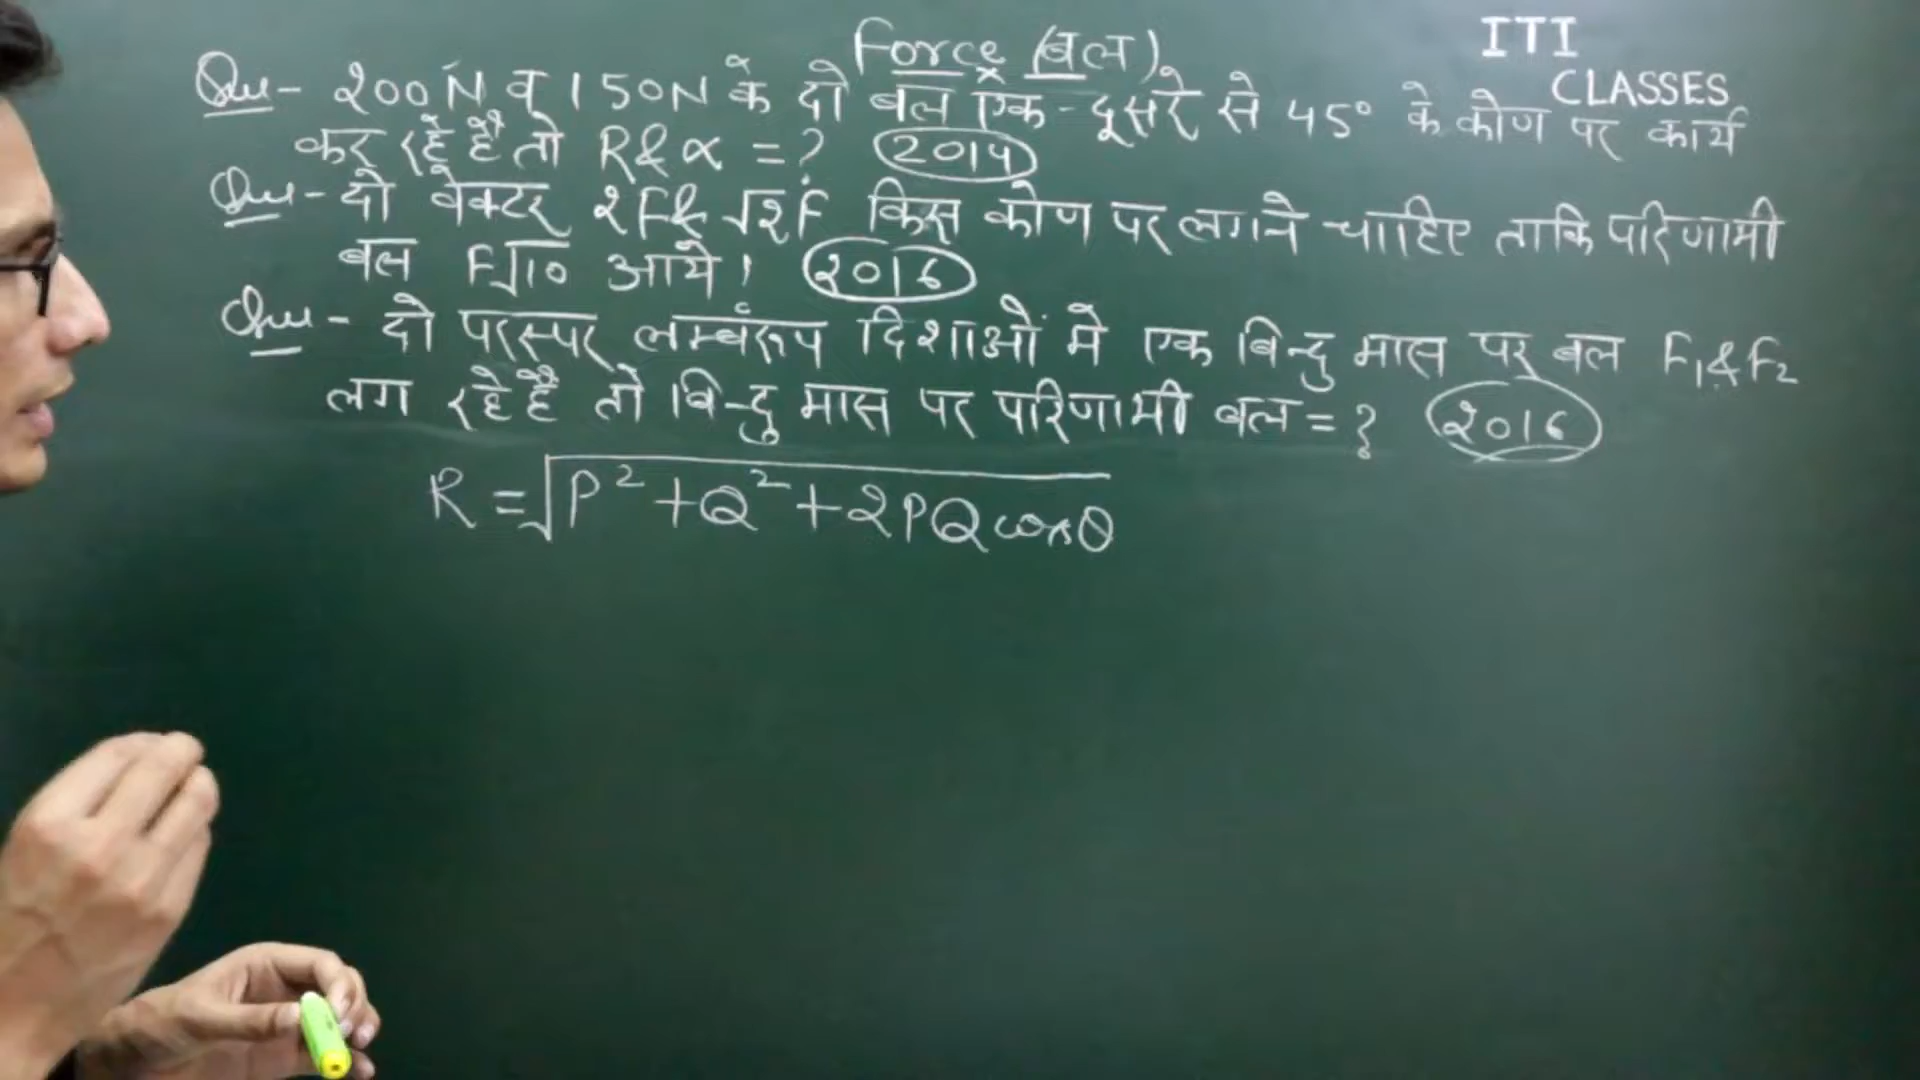 Force (बल)
ITI
CLASSES
Qu - 200N व 150N के दो बल एक-दूसरे से 45° के कोण पर कार्य
कर रहे हैं तो R & α = ? (2014)
Qu - दो वेक्टर 2F & √2F किस कोण पर लगने चाहिए ताकि परिणामी
बल F√10 आये। (2016)
Qu - दो परस्पर लम्बंरूप दिशाओं मे एक बिन्दु मास पर बल F₁ & F₂
लग रहे हैं तो बिन्दु मास पर परिणामी बल = ? (2016)
R = √P² + Q² + 2PQ cosθ